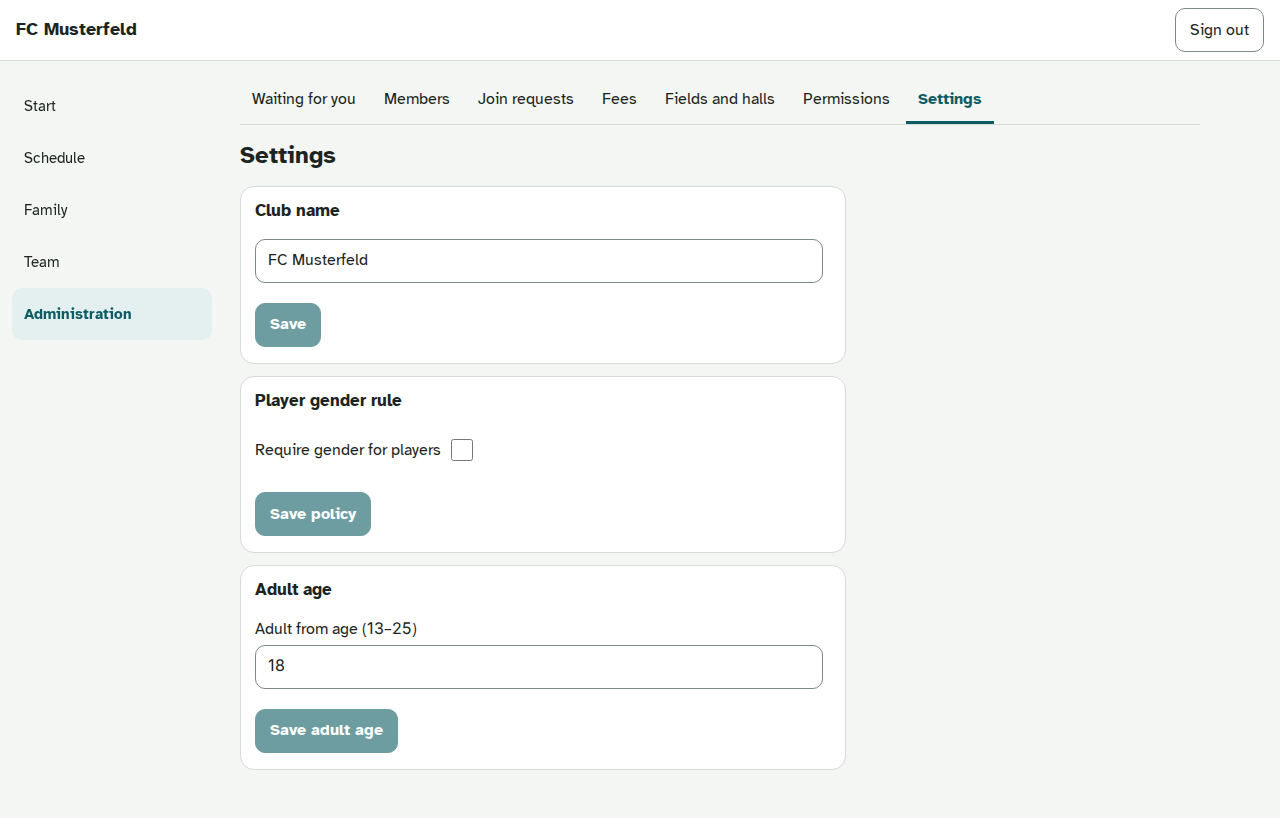 FC Musterfeld
Sign out
Start
Schedule
Family
Team
Administration
Waiting for you
Members
Join requests
Fees
Fields and halls
Permissions
Settings
Settings
Club name
FC Musterfeld
Save
Player gender rule
Require gender for players
Save policy
Adult age
Adult from age (13–25)
18
Save adult age